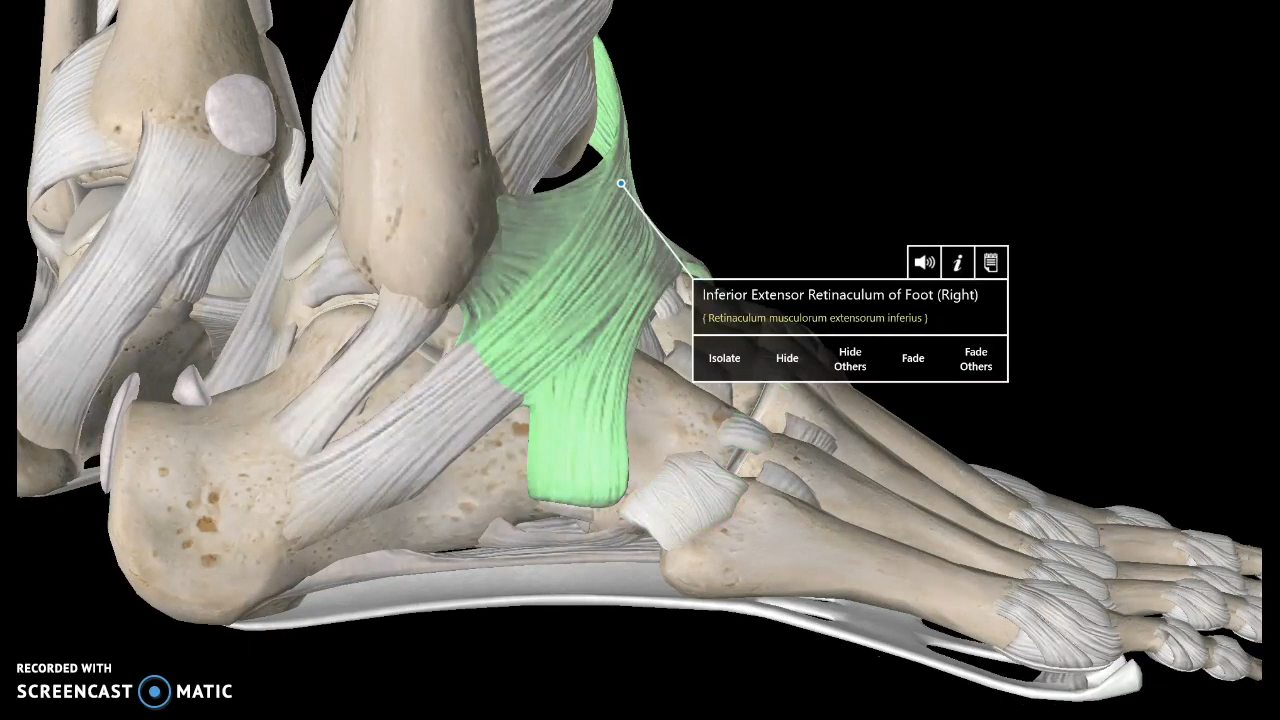 Inferior Extensor Retinaculum of Foot (Right)
{ Retinaculum musculorum extensorum inferius }
Isolate Hide Hide Others Fade Fade Others
RECORDED WITH
SCREENCAST MATIC